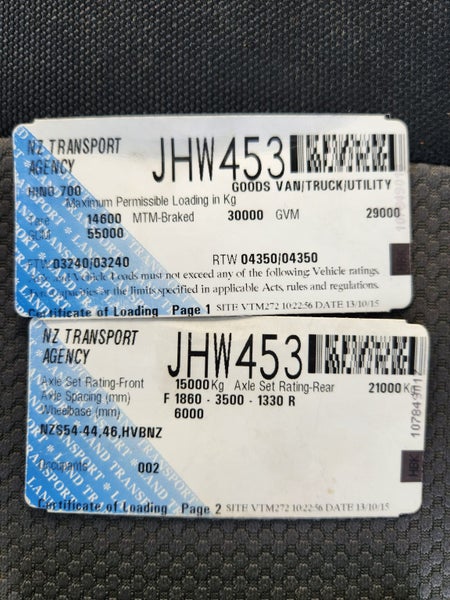 NZ TRANSPORT
AGENCY
JHW453
HINO 700
GOODS VAN/TRUCK/UTILITY
Maximum Permissible Loading in Kg
Tare 14600 MTM-Braked 30000 GVM 29000
GCM 55000
FTW 03240/03240 RTW 04350/04350
Vehicle Loads must not exceed any of the following Vehicle ratings,
or the limits specified in applicable Acts, rules and regulations.
Certificate of Loading Page 1 SITE VTM272 10:22:56 DATE 13/10/15
NZ TRANSPORT
AGENCY
JHW453
Axle Set Rating-Front 15000Kg Axle Set Rating-Rear 21000Kg
Axle Spacing (mm) F 1860 - 3500 - 1330 R
Wheelbase (mm) 6000
NZS54-44,46,HVBNZ
Occupants 002
Certificate of Loading Page 2 SITE VTM272 10:22:56 DATE 13/10/15